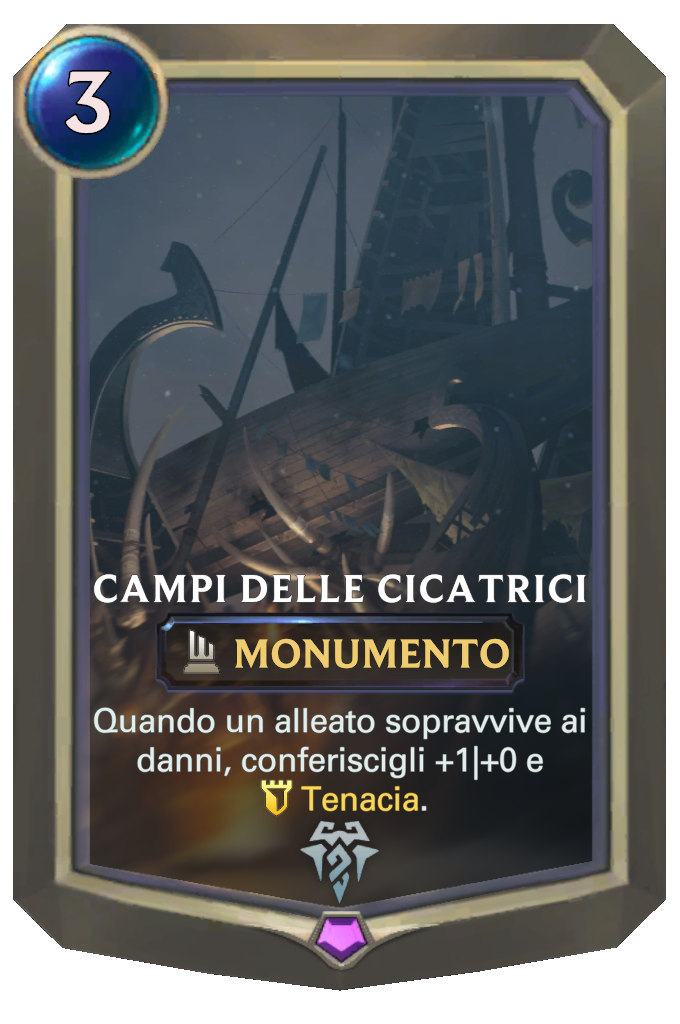 3
CAMPI DELLE CICATRICI
MONUMENTO
Quando un alleato sopravvive ai
danni, conferiscigli +1|+0 e
Tenacia.